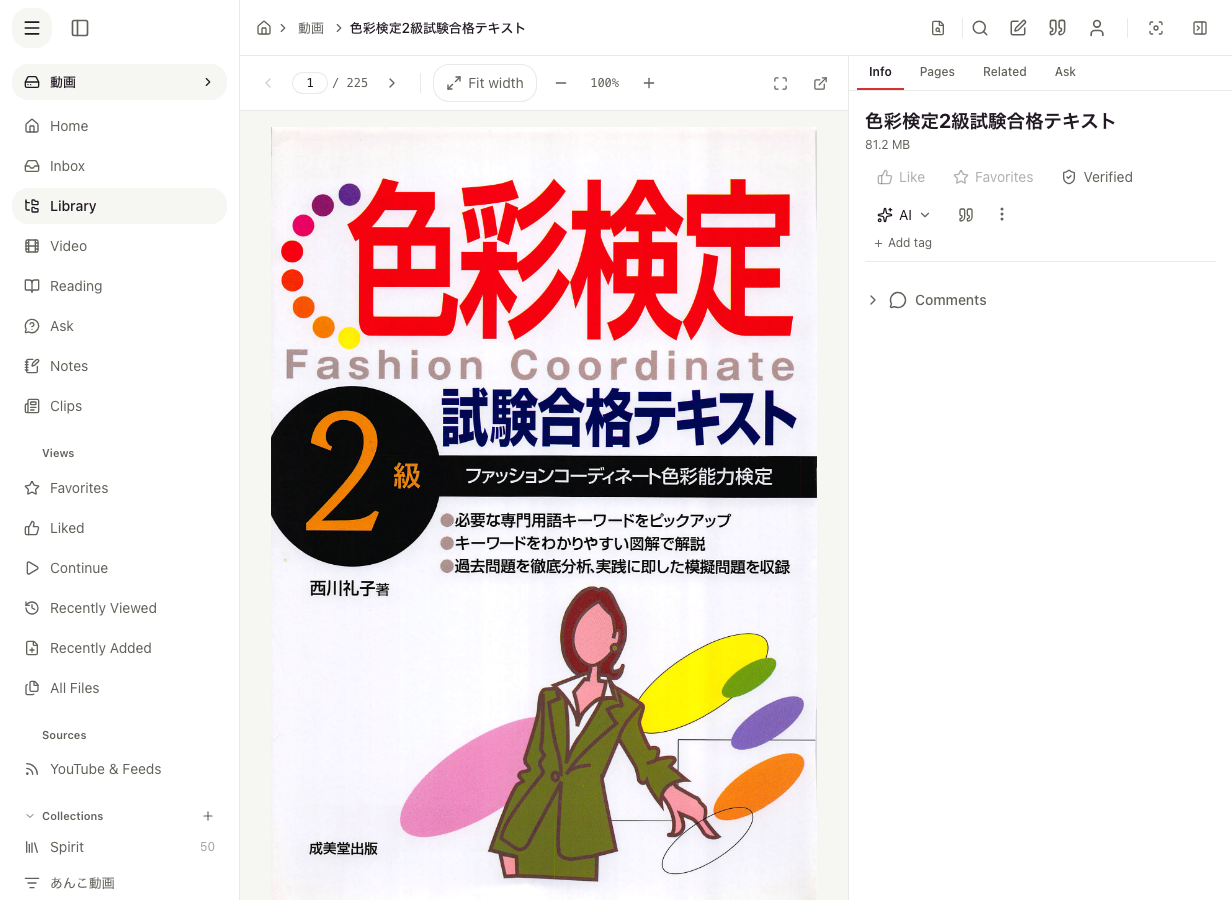 動画 > 色彩検定2級試験合格テキスト
動画
Home
Inbox
Library
Video
Reading
Ask
Notes
Clips
Views
Favorites
Liked
Continue
Recently Viewed
Recently Added
All Files
Sources
YouTube & Feeds
Collections +
Spirit 50
あんこ動画
1 / 225 Fit width − 100% +
色彩検定
Fashion Coordinate
試験合格テキスト
2級
ファッションコーディネート色彩能力検定
●必要な専門用語キーワードをピックアップ
●キーワードをわかりやすい図解で解説
●過去問題を徹底分析、実践に即した模擬問題を収録
西川礼子著
成美堂出版
Info Pages Related Ask
色彩検定2級試験合格テキスト
81.2 MB
Like Favorites Verified
AI
+ Add tag
Comments